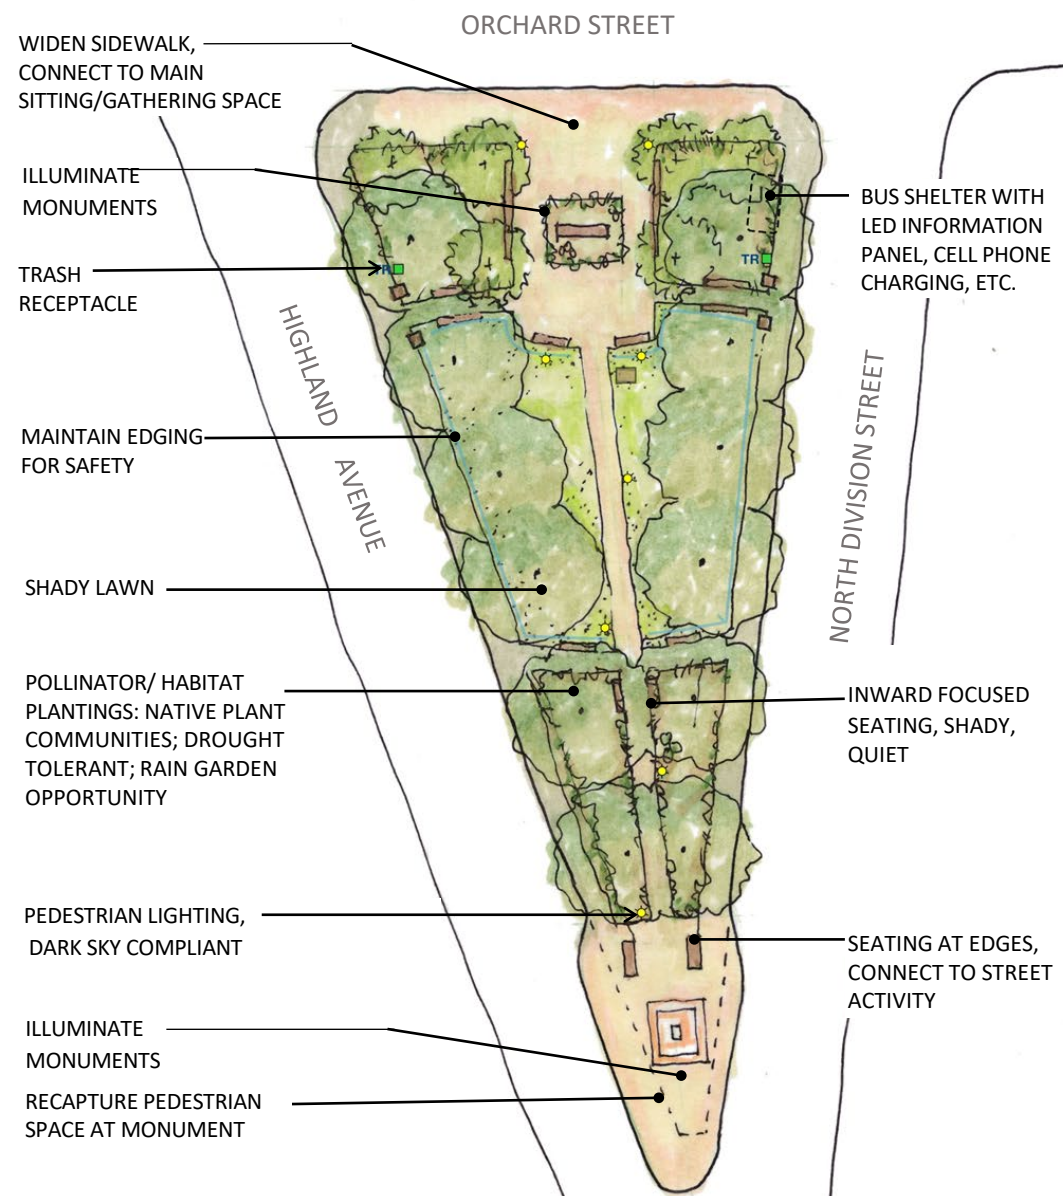 ORCHARD STREET
WIDEN SIDEWALK,
CONNECT TO MAIN
SITTING/GATHERING SPACE
ILLUMINATE
MONUMENTS
TRASH
RECEPTACLE
TR
TR
BUS SHELTER WITH
LED INFORMATION
PANEL, CELL PHONE
CHARGING, ETC.
HIGHLAND AVENUE
NORTH DIVISION STREET
MAINTAIN EDGING
FOR SAFETY
SHADY LAWN
POLLINATOR/ HABITAT
PLANTINGS: NATIVE PLANT
COMMUNITIES; DROUGHT
TOLERANT; RAIN GARDEN
OPPORTUNITY
INWARD FOCUSED
SEATING, SHADY,
QUIET
PEDESTRIAN LIGHTING,
DARK SKY COMPLIANT
SEATING AT EDGES,
CONNECT TO STREET
ACTIVITY
ILLUMINATE
MONUMENTS
RECAPTURE PEDESTRIAN
SPACE AT MONUMENT